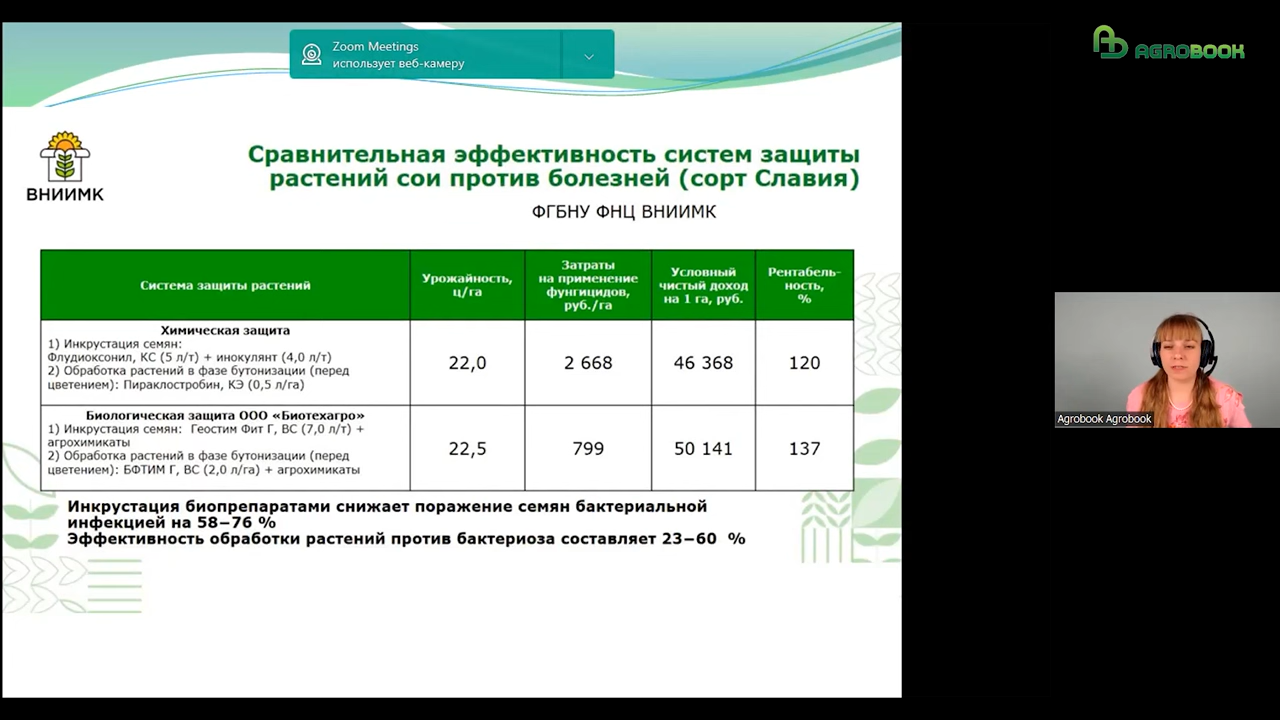 Zoom Meetings
использует веб-камеру
AGROBOOK
ВНИИМК
Сравнительная эффективность систем защиты
растений сои против болезней (сорт Славия)
ФГБНУ ФНЦ ВНИИМК
Система защиты растений
Урожайность,
ц/га
Затраты
на применение
фунгицидов,
руб./га
Условный
чистый доход
на 1 га, руб.
Рентабель-
ность,
%
Химическая защита
1) Инкрустация семян:
Флудиоксонил, КС (5 л/т) + инокулянт (4,0 л/т)
2) Обработка растений в фазе бутонизации (перед
цветением): Пираклостробин, КЭ (0,5 л/га)
22,0
2 668
46 368
120
Биологическая защита ООО «Биотехагро»
1) Инкрустация семян: Геостим Фит Г, ВС (7,0 л/т) +
агрохимикаты
2) Обработка растений в фазе бутонизации (перед
цветением): БФТИМ Г, ВС (2,0 л/га) + агрохимикаты
22,5
799
50 141
137
Инкрустация биопрепаратами снижает поражение семян бактериальной
инфекцией на 58–76 %
Эффективность обработки растений против бактериоза составляет 23–60 %
Agrobook Agrobook